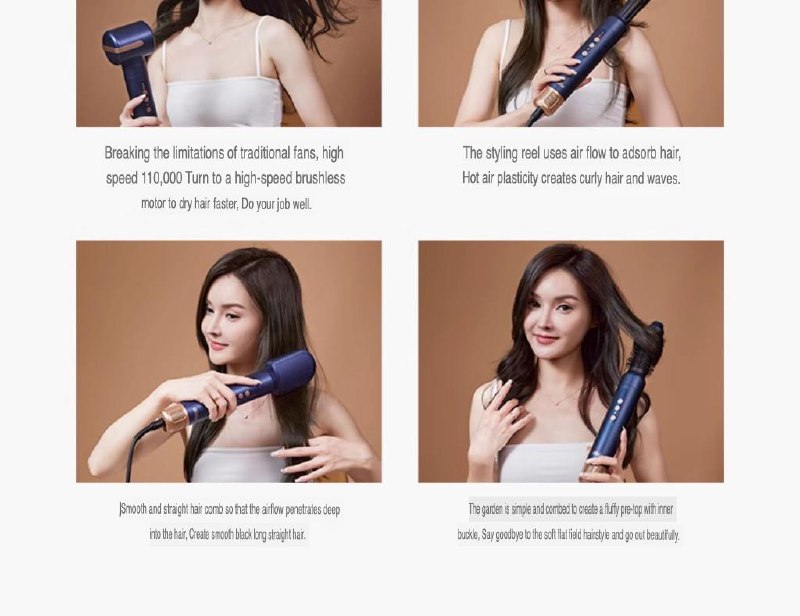 Breaking the limitations of traditional fans, high
speed 110,000 Turn to a high-speed brushless
motor to dry hair faster, Do your job well.
The styling reel uses air flow to adsorb hair,
Hot air plasticity creates curly hair and waves.
Smooth and straight hair comb so that the airflow penetrates deep
into the hair, Create smooth black long straight hair.
The garden is simple and combed to create a fluffy pre-top with inner
buckle, Say goodbye to the soft flat field hairstyle and go out beautifully.